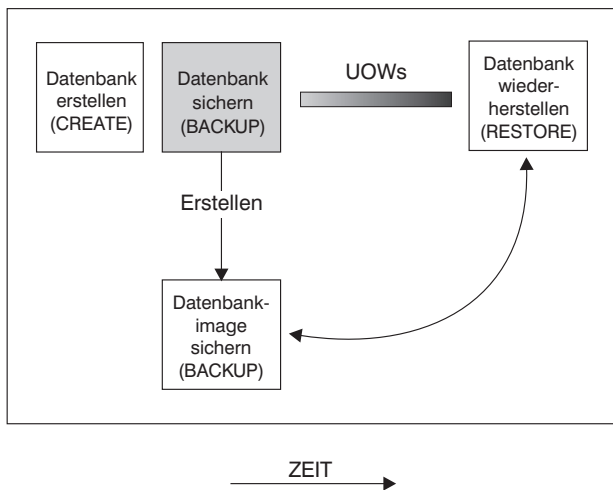 Datenbank
erstellen
(CREATE)
Datenbank
sichern
(BACKUP)
UOWs
Datenbank
wieder-
herstellen
(RESTORE)
Erstellen
Datenbank-
image
sichern
(BACKUP)
ZEIT